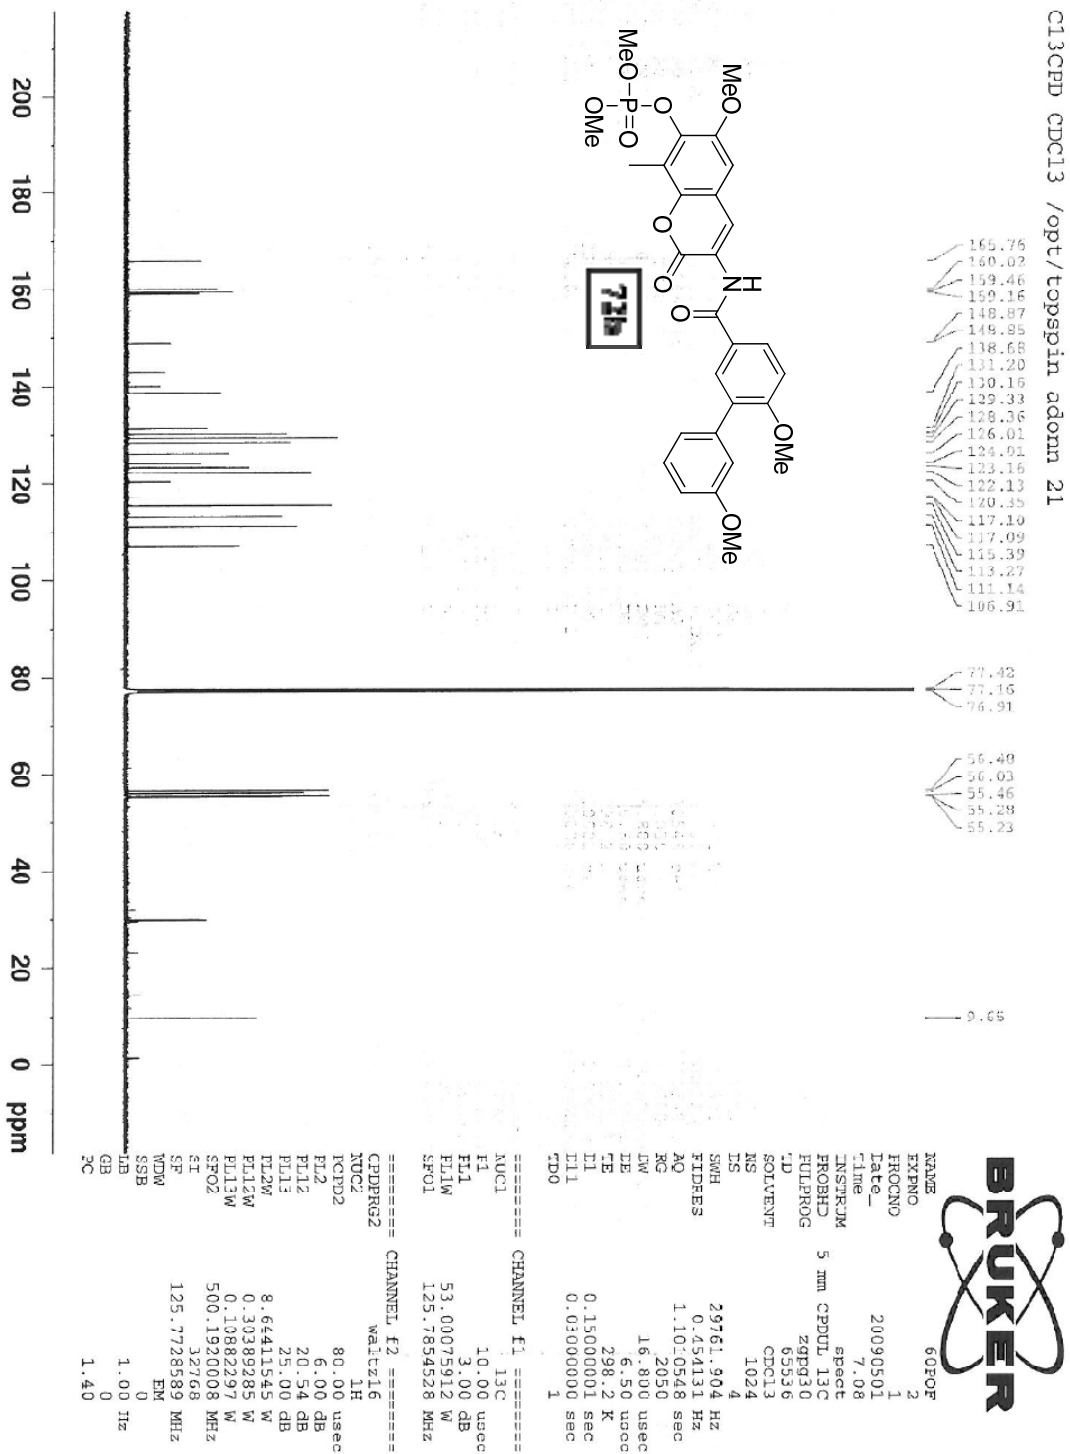 C13CPD CDCl3 /opt/topspin adonn 21
165.76
160.02
159.46
159.16
148.87
148.85
138.68
131.20
130.16
129.33
128.36
126.01
124.01
123.16
122.13
120.35
117.10
117.09
115.39
113.27
111.14
106.91
77.42
77.16
76.91
56.48
56.03
55.46
55.28
55.23
9.65
MeO
MeO-P=O
OMe
O
O
O
H
N
O
OMe
OMe
200 180 160 140 120 100 80 60 40 20 0 ppm
BRUKER
NAME 60POF
EXPNO 2
PROCNO 1
Date_ 20090501
Time 7.08
INSTRUM spect
PROBHD 5 mm CPDUL 13C
PULPROG zgpg30
TD 65536
SOLVENT CDCl3
NS 1024
DS 4
SWH 29761.904 Hz
FIDRES 0.454131 Hz
AQ 1.1010548 sec
RG 2050
DW 16.800 usec
DE 6.50 usec
TE 298.2 K
D1 0.15000001 sec
D11 0.03000000 sec
TD0 1
======== CHANNEL f1 ========
NUC1 13C
P1 10.00 usec
PL1 3.00 dB
PL1W 53.00075912 W
SFO1 125.7854528 MHz
======== CHANNEL f2 ========
CPDPRG2 waltz16
NUC2 1H
PCPD2 80.00 usec
PL2 6.00 dB
PL12 20.54 dB
PL13 25.00 dB
PL2W 8.64411545 W
PL12W 0.30389285 W
PL13W 0.10882297 W
SFO2 500.1920008 MHz
SI 32768
SF 125.7728589 MHz
WDW EM
SSB 0
LB 1.00 Hz
GB 0
PC 1.40